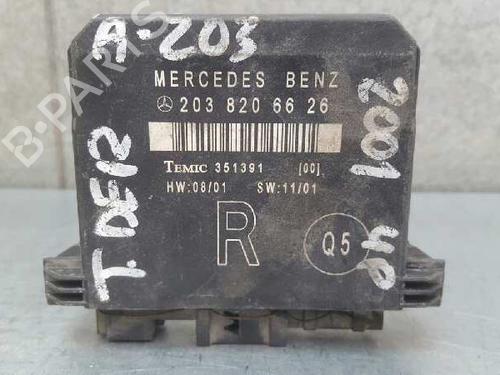 A-203
MERCEDES BENZ
203 820 66 26
TEMIC 351391 [00]
HW:08/01 SW:11/01
R
Q5
T. DE12
2001
B-PARTS